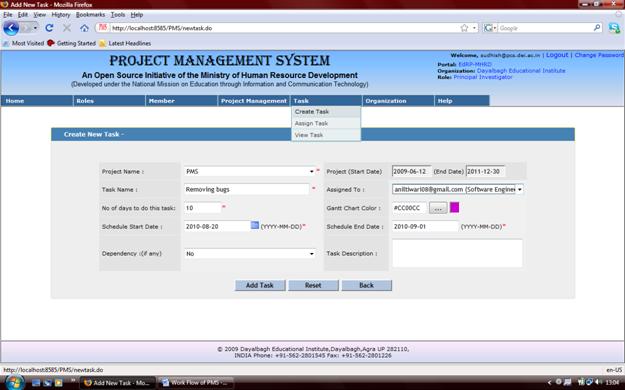 Add New Task - Mozilla Firefox
File Edit View History Bookmarks Tools Help
http://localhost:8585/PMS/newtask.do
Google
Most Visited Getting Started Latest Headlines
PROJECT MANAGEMENT SYSTEM
An Open Source Initiative of the Ministry of Human Resource Development
(Developed under the National Mission on Education through Information and Communication Technology)
Welcome, sudhish@pcs.dei.ac.in | Logout | Change Password
Portal: EdRP-MHRD
Organization: Dayalbagh Educational Institute
Role: Principal Investigator
Home Roles Member Project Management Task Organization Help
Create Task
Assign Task
View Task
Create New Task -
Project Name : PMS * Project (Start Date) 2009-06-12 (End Date) 2011-12-30
Task Name : Removing bugs * Assigned To : aniltiwari08@gmail.com (Software Enginee
No of days to do this task: 10 * Gantt Chart Color : #CC00CC ...
Schedule Start Date : 2010-08-20 (YYYY-MM-DD)* Schedule End Date : 2010-09-01 (YYYY-MM-DD)*
Dependency :(if any) No Task Description :
Add Task Reset Back
© 2009 Dayalbagh Educational Institute,Dayalbagh,Agra UP 282110,
INDIA Phone: +91-562-2801545 Fax: +91-562-2801226
http://localhost:8585/PMS/newtask.do en-US
Add New Task - Mo... Work Flow of PMS -... 13:04